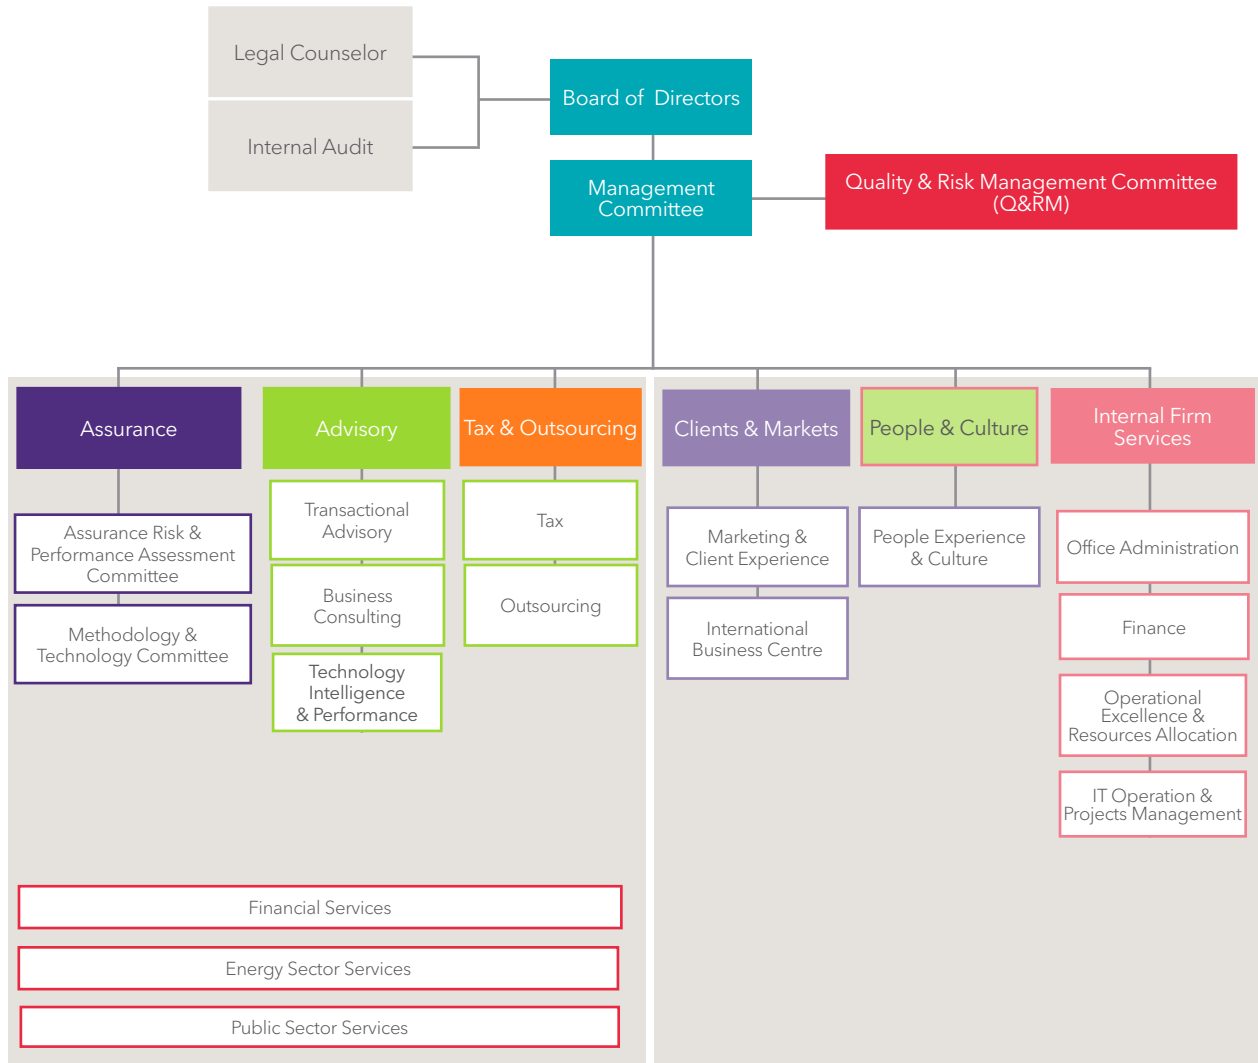 Legal Counselor
Internal Audit
Board of Directors
Management
Committee
Quality & Risk Management Committee
(Q&RM)
Assurance
Assurance Risk &
Performance Assessment
Committee
Methodology &
Technology Committee
Advisory
Transactional
Advisory
Business
Consulting
Technology
Intelligence
& Performance
Tax & Outsourcing
Tax
Outsourcing
Clients & Markets
Marketing &
Client Experience
International
Business Centre
People & Culture
People Experience
& Culture
Internal Firm
Services
Office Administration
Finance
Operational
Excellence &
Resources Allocation
IT Operation &
Projects Management
Financial Services
Energy Sector Services
Public Sector Services